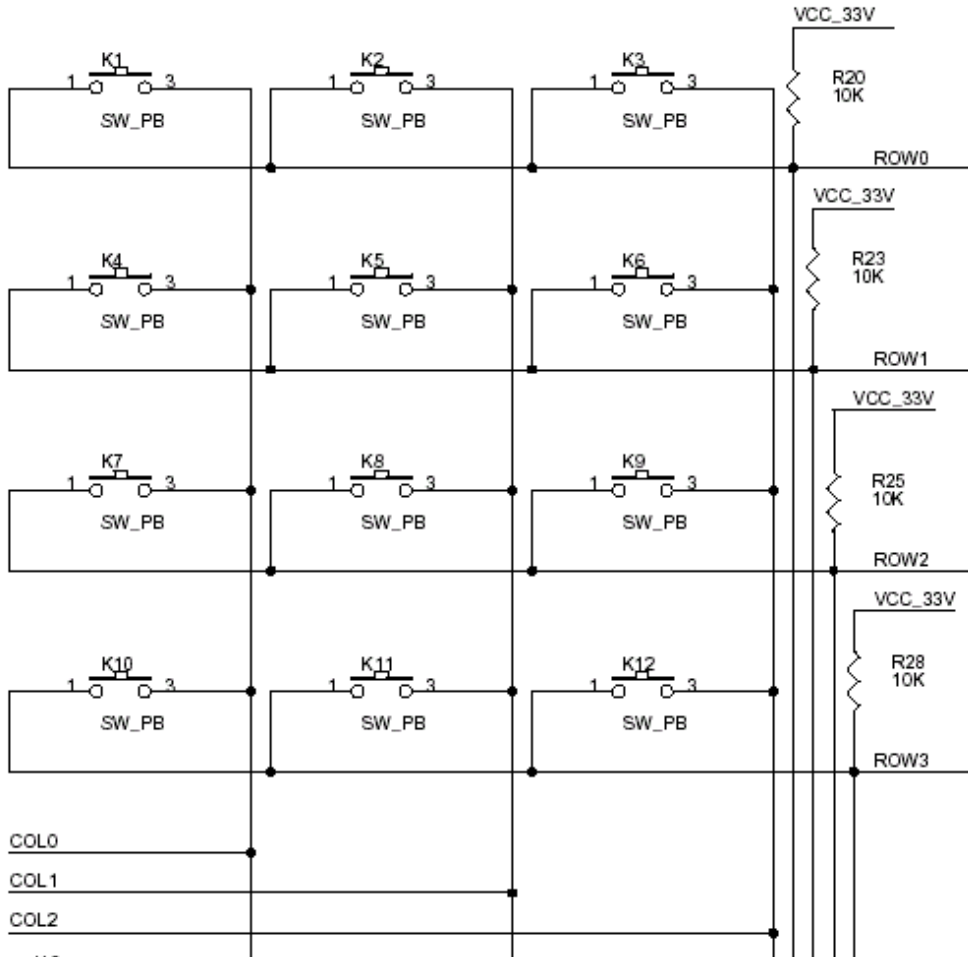 VCC_33V
K1 K2 K3
1 3 1 3 1 3
R20
10K
SW_PB SW_PB SW_PB
ROW0
VCC_33V
K4 K5 K6
R23
10K
1 3 1 3 1 3
SW_PB SW_PB SW_PB
ROW1
VCC_33V
K7 K8 K9
R25
10K
1 3 1 3 1 3
SW_PB SW_PB SW_PB
ROW2
VCC_33V
K10 K11 K12
R28
10K
1 3 1 3 1 3
SW_PB SW_PB SW_PB
ROW3
COL0
COL1
COL2